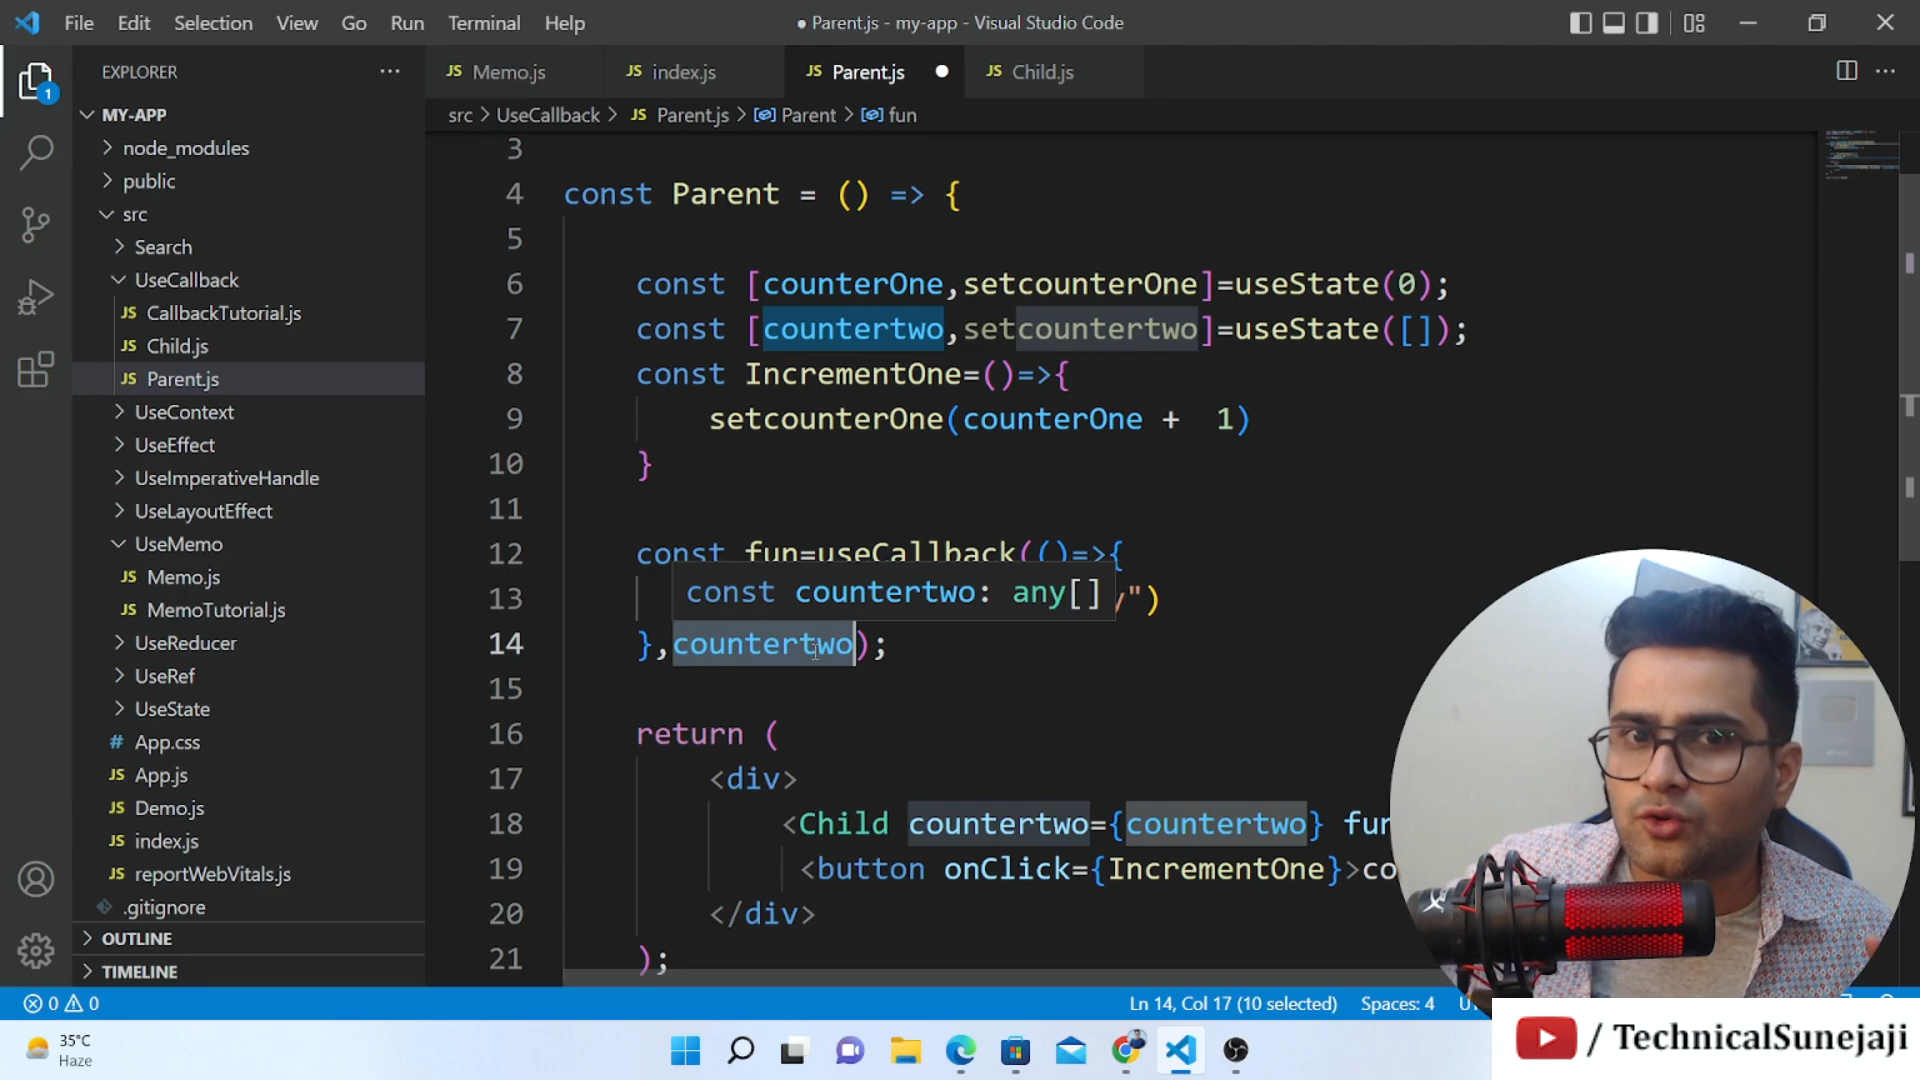 File Edit Selection View Go Run Terminal Help
● Parent.js - my-app - Visual Studio Code
EXPLORER
JS Memo.js
JS index.js
JS Parent.js
JS Child.js
src > UseCallback > JS Parent.js > Parent > fun
1
MY-APP
node_modules
public
src
Search
UseCallback
JS CallbackTutorial.js
JS Child.js
JS Parent.js
UseContext
UseEffect
UseImperativeHandle
UseLayoutEffect
UseMemo
JS Memo.js
JS MemoTutorial.js
UseReducer
UseRef
UseState
# App.css
JS App.js
JS Demo.js
JS index.js
JS reportWebVitals.js
.gitignore
OUTLINE
TIMELINE
3
4 const Parent = () => {
5
6 const [counterOne,setcounterOne]=useState(0);
7 const [countertwo,setcountertwo]=useState([]);
8 const IncrementOne=()=>{
9 setcounterOne(counterOne + 1)
10 }
11
12 const fun=useCallback(()=>{
const countertwo: any[]
13 ")
14 },countertwo);
15
16 return (
17 <div>
18 <Child countertwo={countertwo} fun
19 <button onClick={IncrementOne}>co
20 </div>
21 );
0 0
Ln 14, Col 17 (10 selected) Spaces: 4
35°C
Haze
/ TechnicalSunejaji